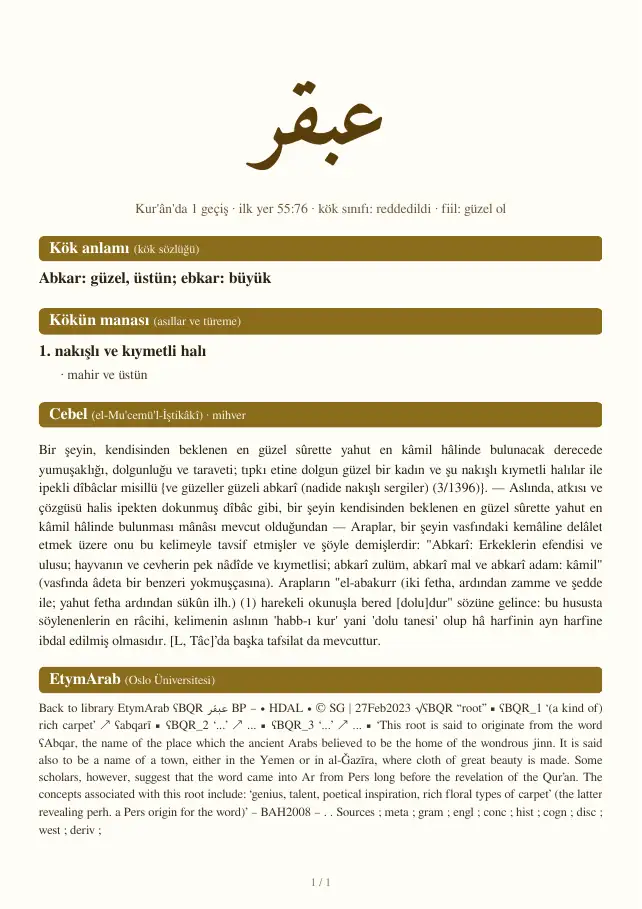 عبقر
Kur'ân'da 1 geçiş · ilk yer 55:76 · kök sınıfı: reddedildi · fiil: güzel ol
Kök anlamı (kök sözlüğü)
Abkar: güzel, üstün; ebkar: büyük
Kökün manası (asıllar ve türeme)
1. nakışlı ve kıymetli halı
· mahir ve üstün
Cebel (el-Mu'cemü'l-İştikâkî) · mihver
Bir şeyin, kendisinden beklenen en güzel sûrette yahut en kâmil hâlinde bulunacak derecede
yumuşaklığı, dolgunluğu ve taraveti; tıpkı etine dolgun güzel bir kadın ve şu nakışlı kıymetli halılar ile
ipekli dîbâclar misillü {ve güzeller güzeli abkarî (nadide nakışlı sergiler) (3/1396)}. — Aslında, atkısı ve
çözgüsü halis ipekten dokunmuş dîbâc gibi, bir şeyin kendisinden beklenen en güzel sûrette yahut en
kâmil hâlinde bulunması mânâsı mevcut olduğundan — Araplar, bir şeyin vasfındaki kemâline delâlet
etmek üzere onu bu kelimeyle tavsif etmişler ve şöyle demişlerdir: "Abkarî: Erkeklerin efendisi ve
ulusu; hayvanın ve cevherin pek nâdîde ve kıymetlisi; abkarî zulüm, abkarî mal ve abkarî adam: kâmil"
(vasfında âdeta bir benzeri yokmuşçasına). Arapların "el-abakurr (iki fetha, ardından zamme ve şedde
ile; yahut fetha ardından sükûn ilh.) (1) harekeli okunuşla bered [dolu]dur" sözüne gelince: bu hususta
söylenenlerin en râcihi, kelimenin aslının 'habb-ı kur' yani 'dolu tanesi' olup hâ harfinin ayn harfine
ibdal edilmiş olmasıdır. [L, Tâc]'da başka tafsilat da mevcuttur.
EtymArab (Oslo Üniversitesi)
Back to library EtymArab ʕBQR عبقر BP – • HDAL • © SG | 27Feb2023 √ʕBQR “root” ▪ ʕBQR_1 ‘(a kind of)
rich carpet’ ↗ ʕabqarī ▪ ʕBQR_2 ‘...’ ↗ ... ▪ ʕBQR_3 ‘...’ ↗ ... ▪ ‘This root is said to originate from the word
ʕAbqar, the name of the place which the ancient Arabs believed to be the home of the wondrous jinn. It is said
also to be a name of a town, either in the Yemen or in al-Ǧazīra, where cloth of great beauty is made. Some
scholars, however, suggest that the word came into Ar from Pers long before the revelation of the Qur'an. The
concepts associated with this root include: ‘genius, talent, poetical inspiration, rich floral types of carpet’ (the latter
revealing perh. a Pers origin for the word)’ – BAH2008 – . . Sources ; meta ; gram ; engl ; conc ; hist ; cogn ; disc ;
west ; deriv ;
1 / 1